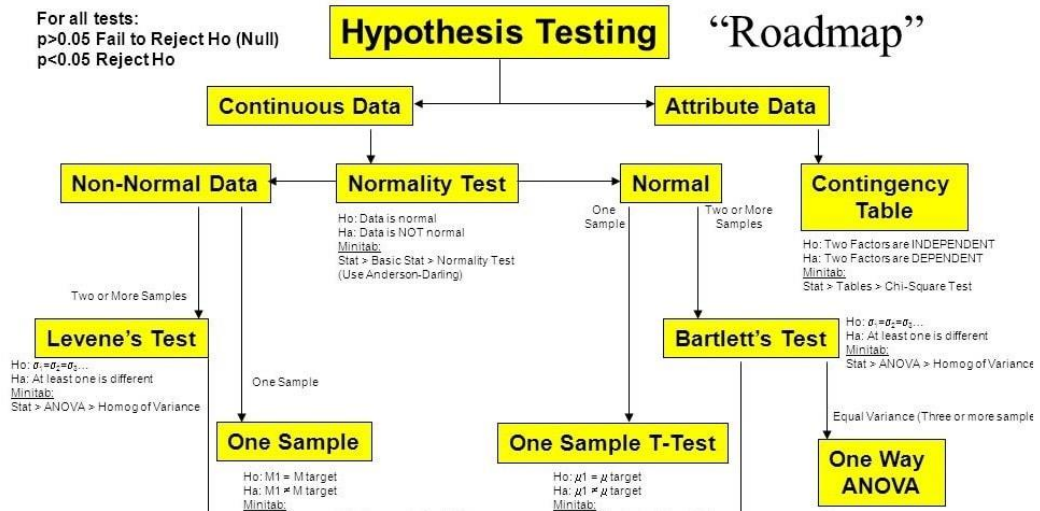 For all tests:
p>0.05 Fail to Reject Ho (Null)
p<0.05 Reject Ho
Hypothesis Testing
“Roadmap”
Continuous Data
Attribute Data
Non-Normal Data
Normality Test
Normal
Contingency
Table
Ho: Data is normal
Ha: Data is NOT normal
Minitab:
Stat > Basic Stat > Normality Test
(Use Anderson-Darling)
One
Sample
Two or More
Samples
Ho: Two Factors are INDEPENDENT
Ha: Two Factors are DEPENDENT
Minitab:
Stat > Tables > Chi-Square Test
Two or More Samples
Levene’s Test
Ho: σ₁=σ₂=σ₃...
Ha: At least one is different
Minitab:
Stat > ANOVA > Homog of Variance
One Sample
Bartlett’s Test
Ho: σ₁=σ₂=σ₃...
Ha: At least one is different
Minitab:
Stat > ANOVA > Homog of Variance
Equal Variance (Three or more sample
One Sample
Ho: M1 = M target
Ha: M1 ≠ M target
Minitab:
One Sample T-Test
Ho: μ1 = μ target
Ha: μ1 ≠ μ target
Minitab:
One Way
ANOVA